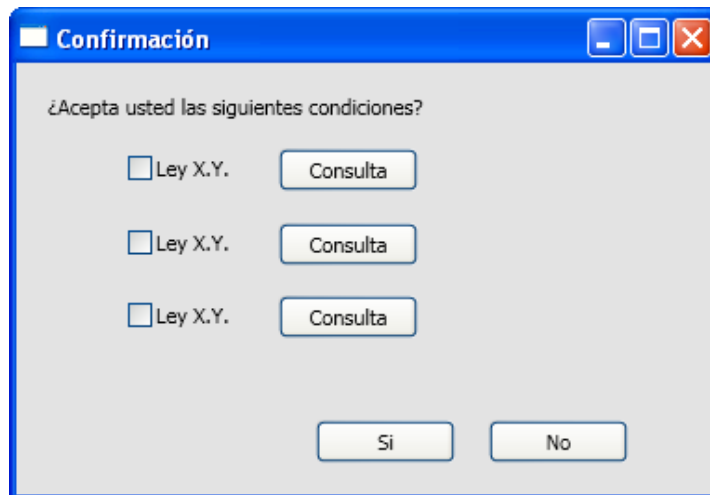 Confirmación
¿Acepta usted las siguientes condiciones?
Ley X.Y. Consulta
Ley X.Y. Consulta
Ley X.Y. Consulta
Si No